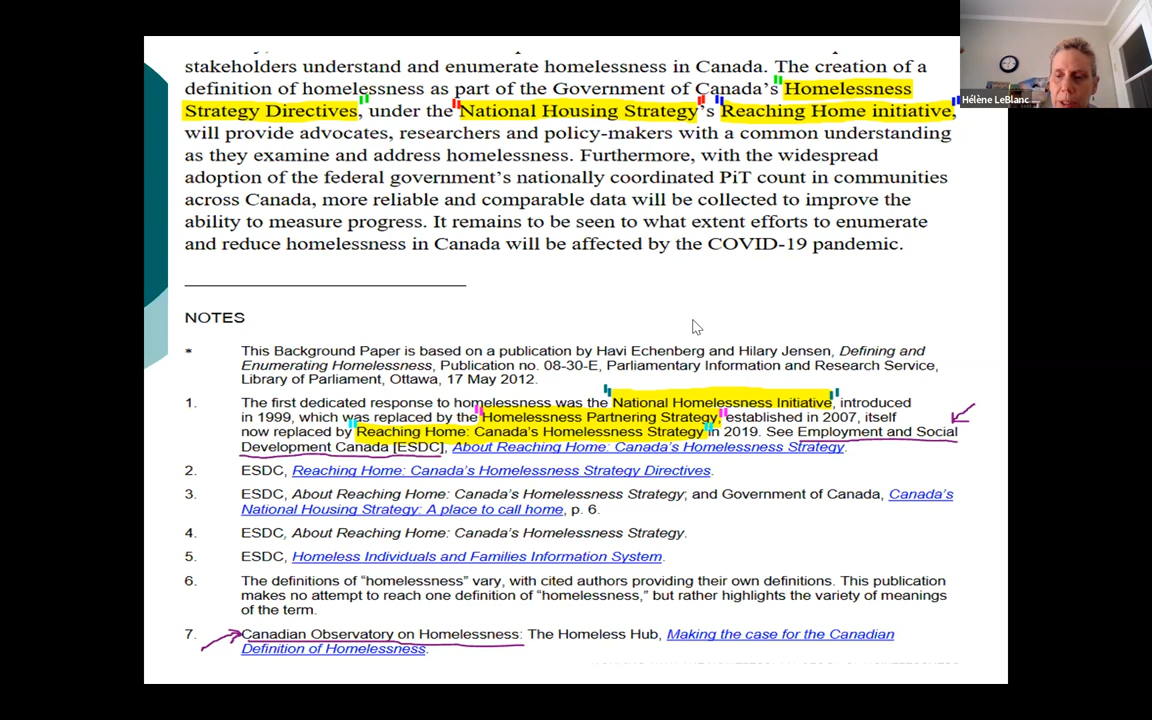 stakeholders understand and enumerate homelessness in Canada. The creation of a
definition of homelessness as part of the Government of Canada's "Homelessness
Strategy Directives", under the "National Housing Strategy"'s "Reaching Home initiative",
will provide advocates, researchers and policy-makers with a common understanding
as they examine and address homelessness. Furthermore, with the widespread
adoption of the federal government's nationally coordinated PiT count in communities
across Canada, more reliable and comparable data will be collected to improve the
ability to measure progress. It remains to be seen to what extent efforts to enumerate
and reduce homelessness in Canada will be affected by the COVID-19 pandemic.
Hélène LeBlanc
NOTES
* This Background Paper is based on a publication by Havi Echenberg and Hilary Jensen, Defining and
Enumerating Homelessness, Publication no. 08-30-E, Parliamentary Information and Research Service,
Library of Parliament, Ottawa, 17 May 2012.
1. The first dedicated response to homelessness was the "National Homelessness Initiative", introduced
in 1999, which was replaced by the "Homelessness Partnering Strategy," established in 2007, itself
now replaced by "Reaching Home: Canada's Homelessness Strategy" in 2019. See Employment and Social
Development Canada [ESDC], About Reaching Home: Canada's Homelessness Strategy.
2. ESDC, Reaching Home: Canada's Homelessness Strategy Directives.
3. ESDC, About Reaching Home: Canada's Homelessness Strategy; and Government of Canada, Canada's
National Housing Strategy: A place to call home, p. 6.
4. ESDC, About Reaching Home: Canada's Homelessness Strategy.
5. ESDC, Homeless Individuals and Families Information System.
6. The definitions of "homelessness" vary, with cited authors providing their own definitions. This publication
makes no attempt to reach one definition of "homelessness," but rather highlights the variety of meanings
of the term.
7. Canadian Observatory on Homelessness: The Homeless Hub, Making the case for the Canadian
Definition of Homelessness.